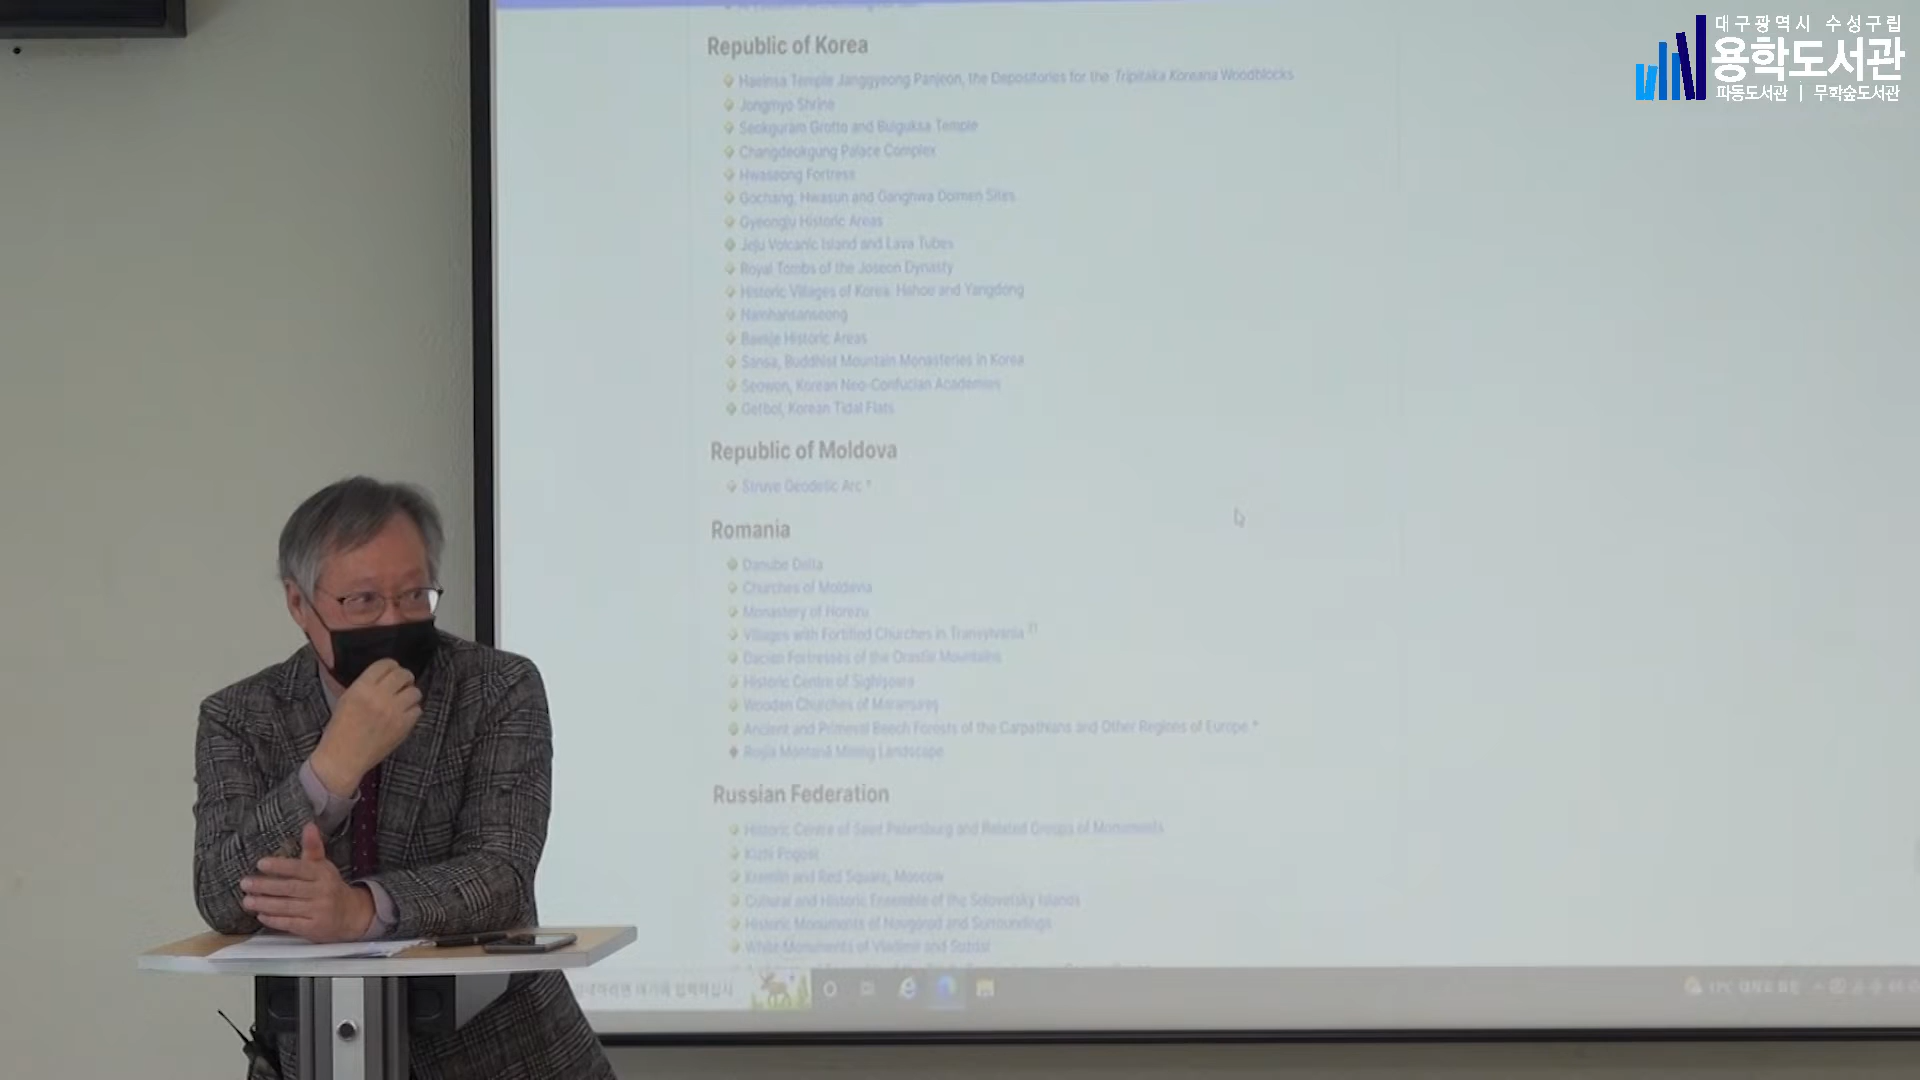 대구광역시 수성구립
용학도서관
파동도서관 | 무학숲도서관
Republic of Korea
Haeinsa Temple Janggyeong Panjeon, the Depositories for the Tripitaka Koreana Woodblocks
Jongmyo Shrine
Seokguram Grotto and Bulguksa Temple
Changdeokgung Palace Complex
Hwaseong Fortress
Gochang, Hwasun and Ganghwa Dolmen Sites
Gyeongju Historic Areas
Jeju Volcanic Island and Lava Tubes
Royal Tombs of the Joseon Dynasty
Historic Villages of Korea: Hahoe and Yangdong
Namhansanseong
Baekje Historic Areas
Sansa, Buddhist Mountain Monasteries in Korea
Seowon, Korean Neo-Confucian Academies
Getbol, Korean Tidal Flats
Republic of Moldova
Struve Geodetic Arc *
Romania
Danube Delta
Churches of Moldavia
Monastery of Horezu
Villages with Fortified Churches in Transylvania
Dacian Fortresses of the Orastie Mountains
Historic Centre of Sighişoara
Wooden Churches of Maramureş
Ancient and Primeval Beech Forests of the Carpathians and Other Regions of Europe *
Roşia Montană Mining Landscape
Russian Federation
Historic Centre of Saint Petersburg and Related Groups of Monuments
Kizhi Pogost
Kremlin and Red Square, Moscow
Cultural and Historic Ensemble of the Solovetsky Islands
Historic Monuments of Novgorod and Surroundings
White Monuments of Vladimir and Suzdal